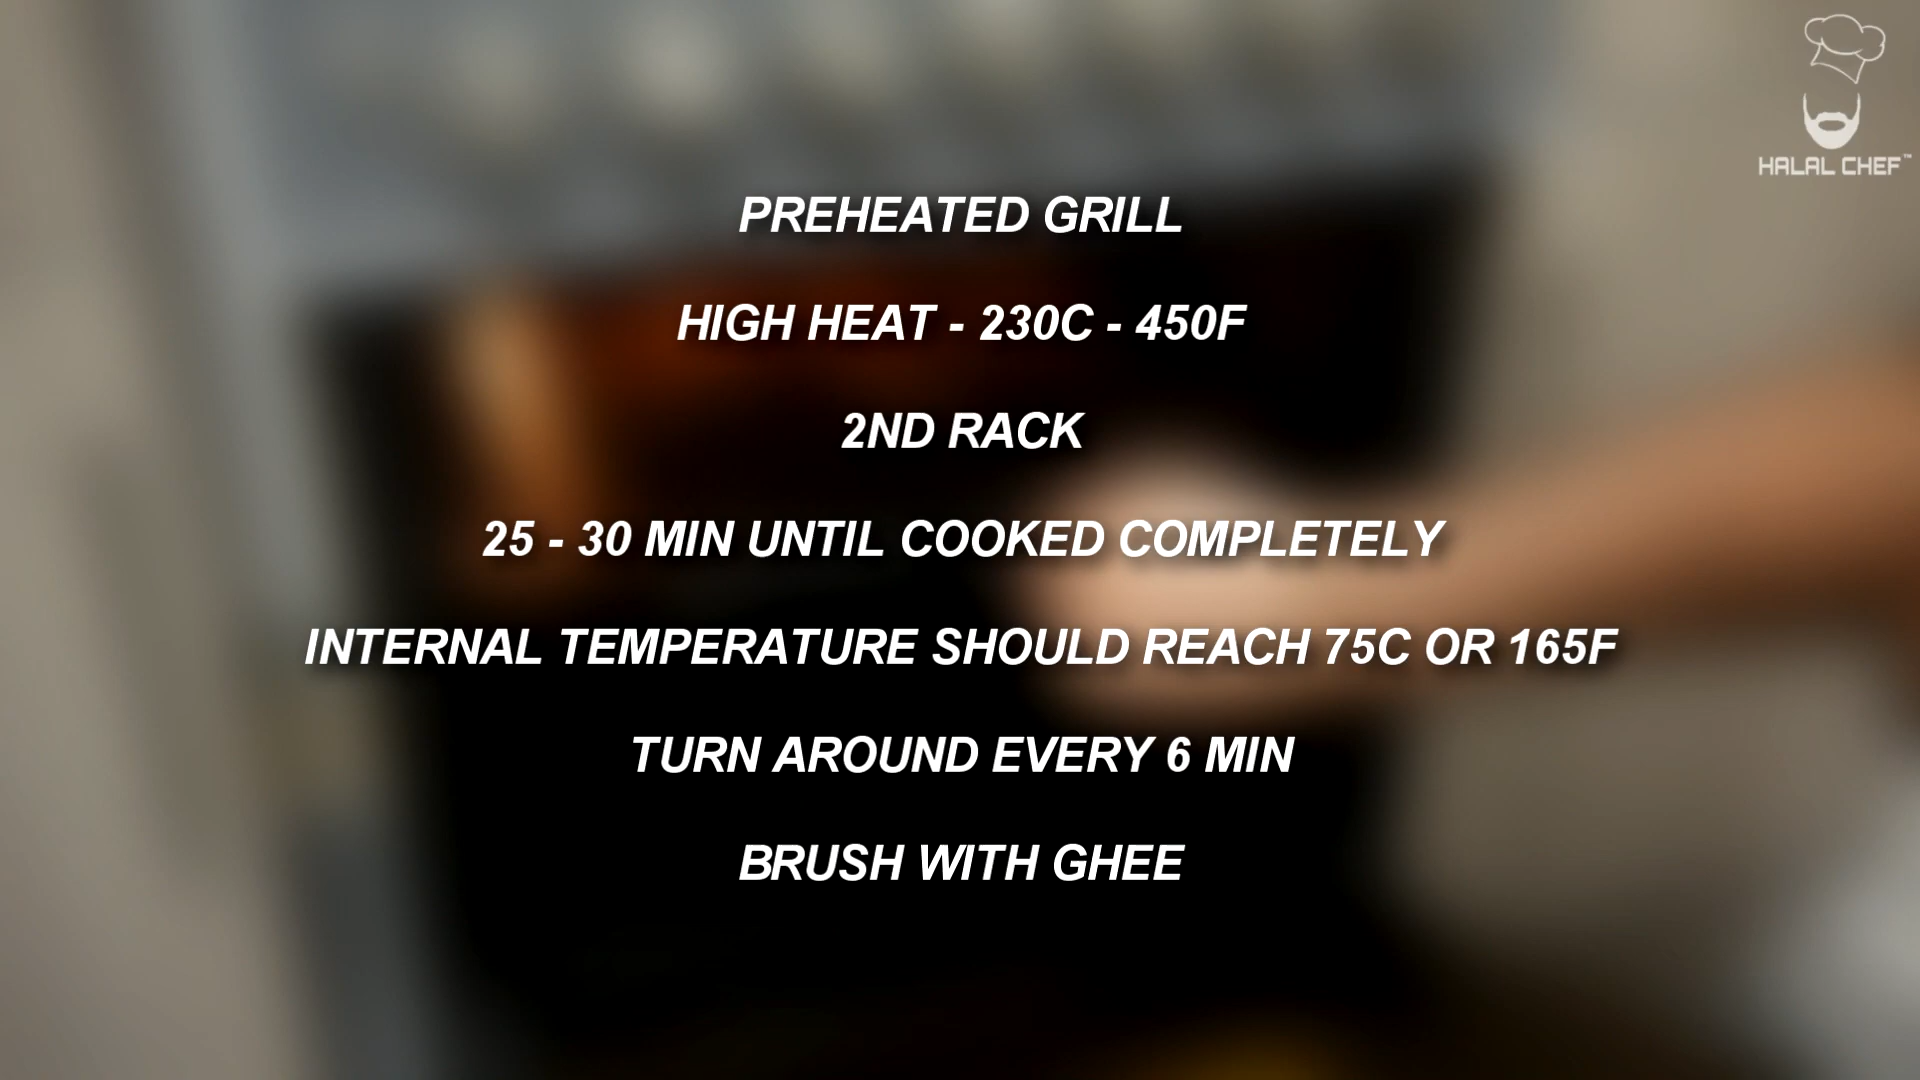 HALAL CHEF™
PREHEATED GRILL
HIGH HEAT - 230C - 450F
2ND RACK
25 - 30 MIN UNTIL COOKED COMPLETELY
INTERNAL TEMPERATURE SHOULD REACH 75C OR 165F
TURN AROUND EVERY 6 MIN
BRUSH WITH GHEE